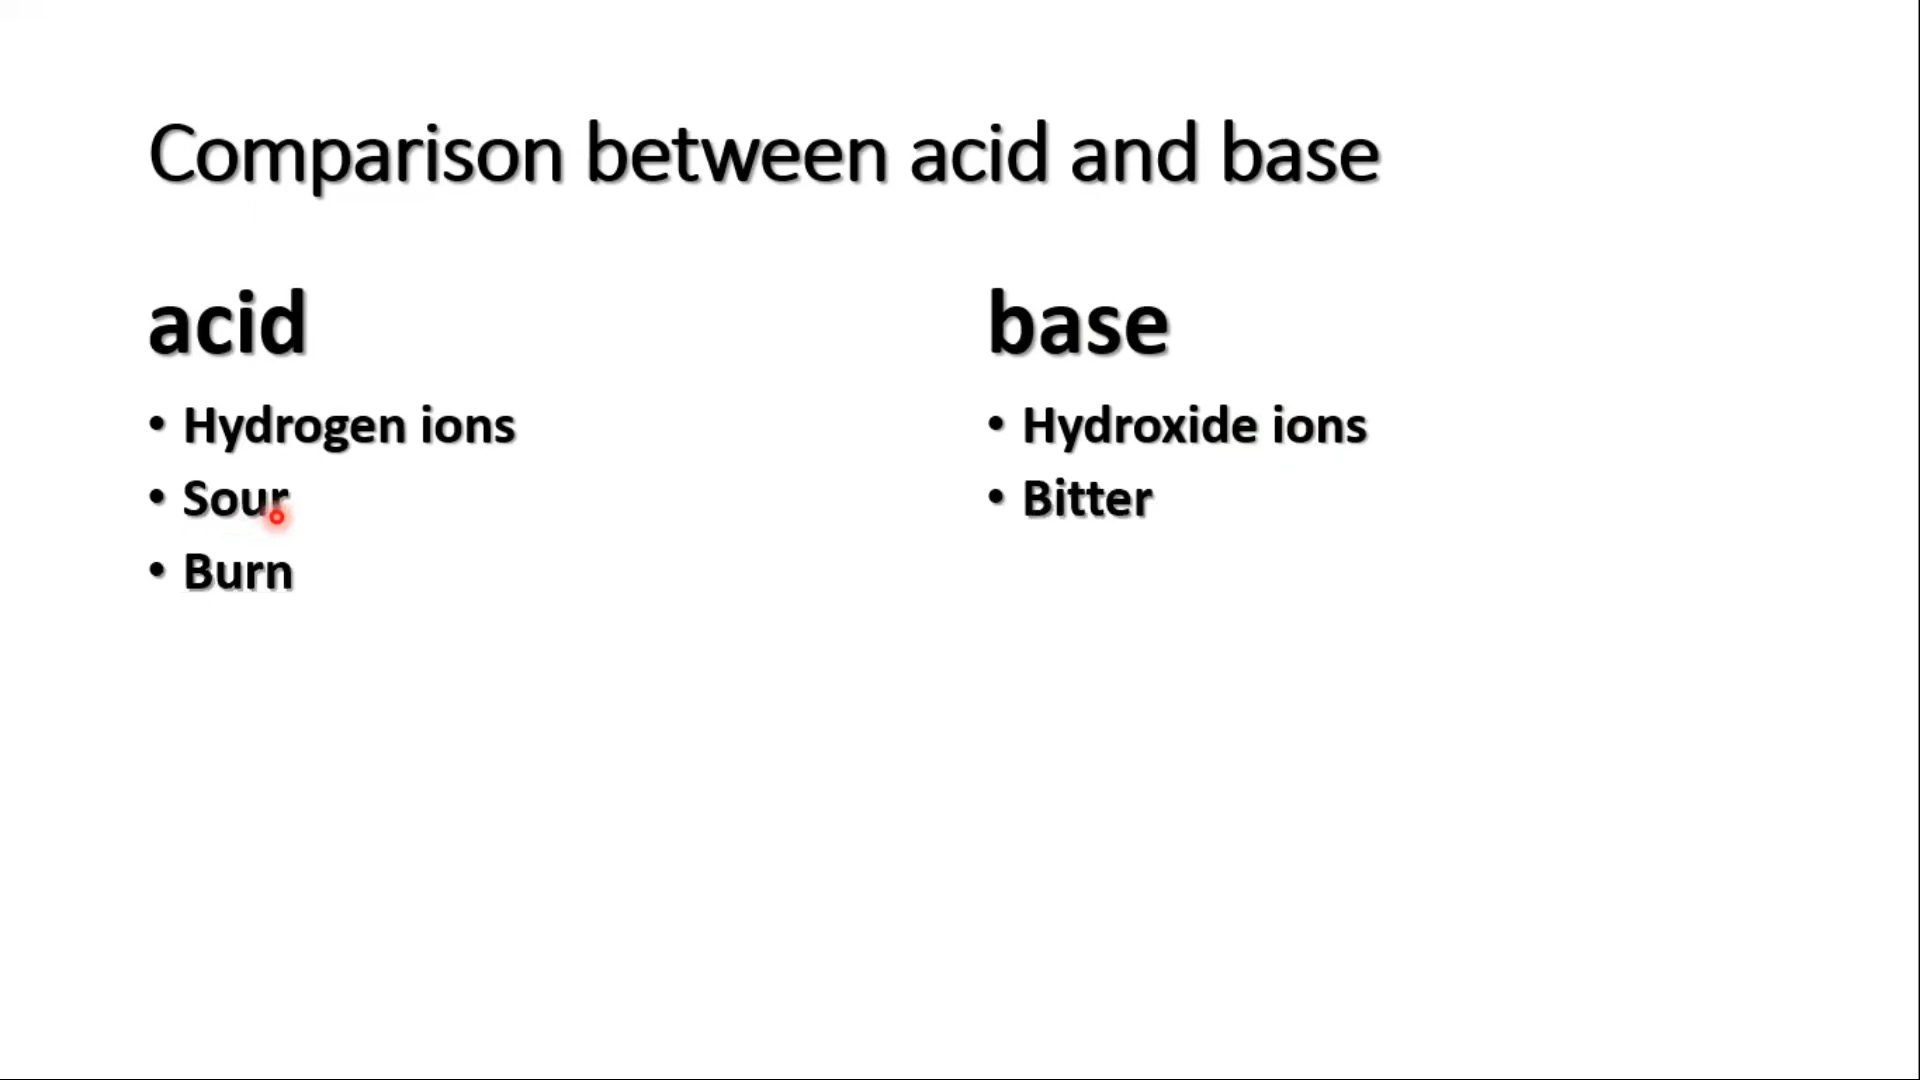 Comparison between acid and base
acid
• Hydrogen ions
• Sour
• Burn
base
• Hydroxide ions
• Bitter